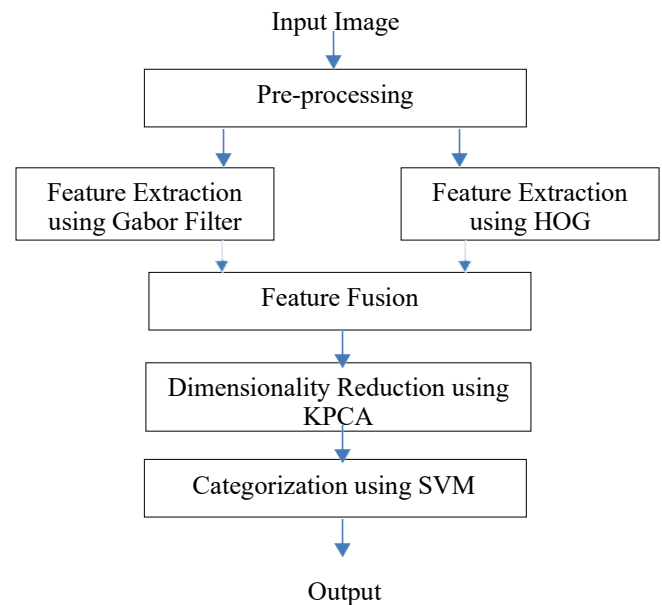 Input Image
Pre-processing
Feature Extraction
using Gabor Filter
Feature Extraction
using HOG
Feature Fusion
Dimensionality Reduction using
KPCA
Categorization using SVM
Output